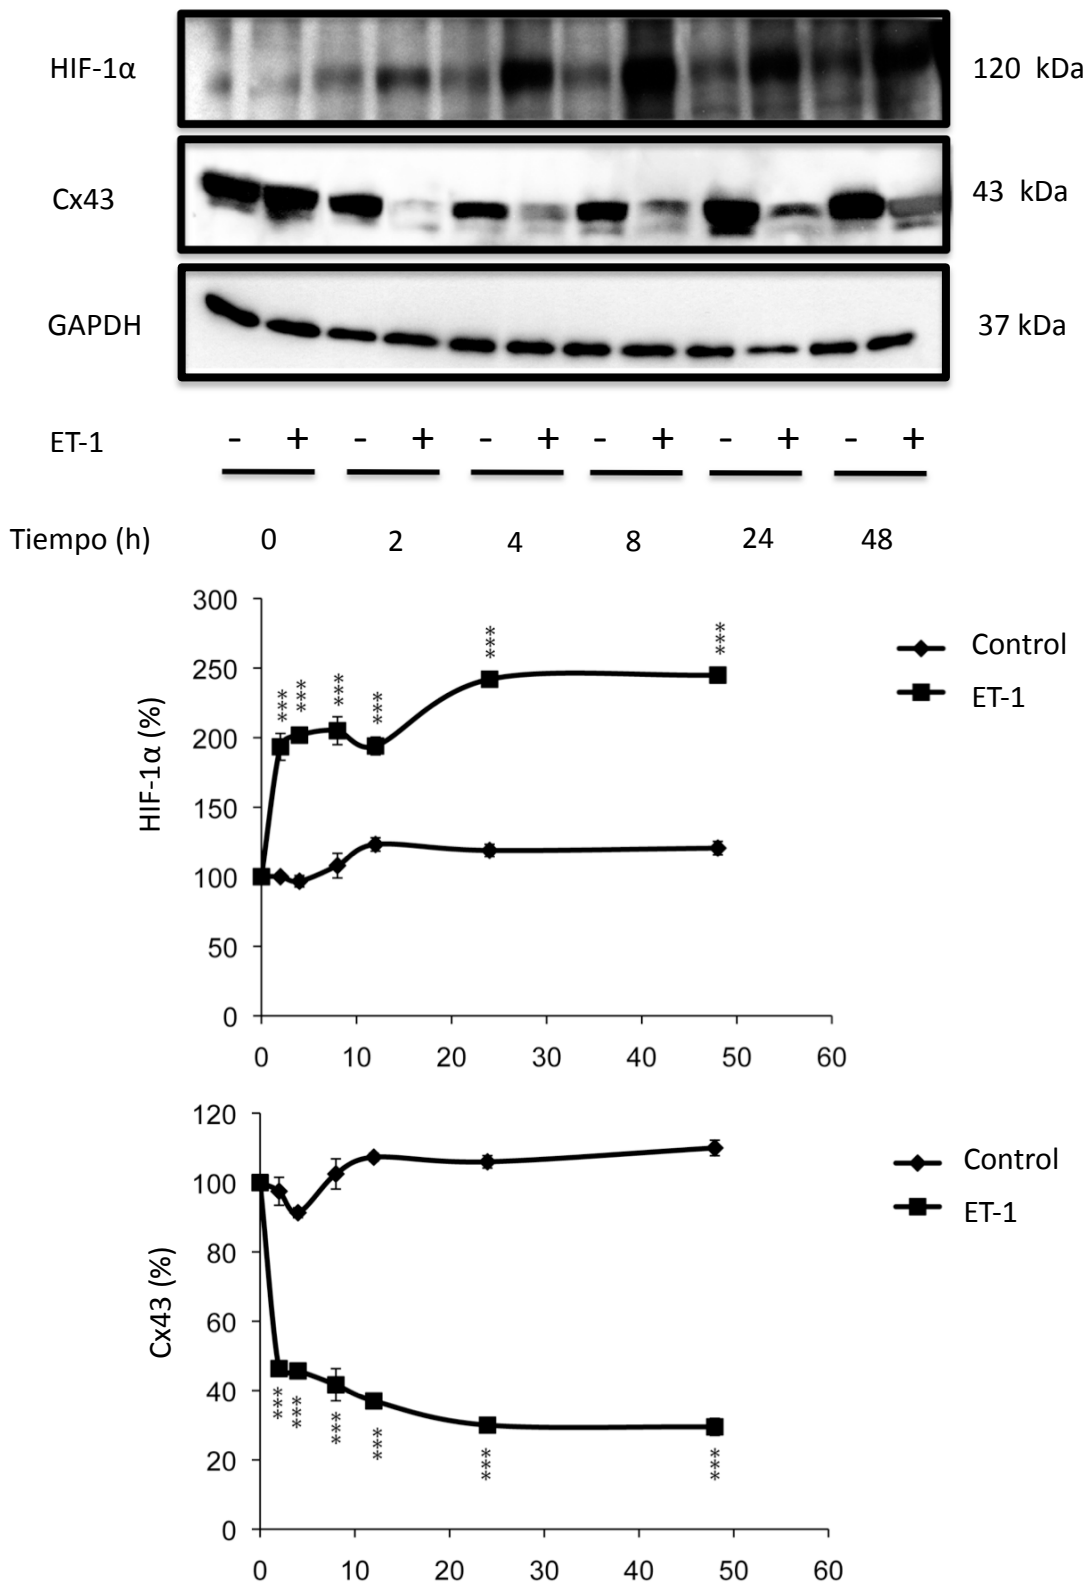 HIF-1α 120 kDa
Cx43 43 kDa
GAPDH 37 kDa
ET-1 - + - + - + - + - + - +
Tiempo (h) 0 2 4 8 24 48
300
250
200
150
100
50
0
HIF-1α (%)
*** *** *** *** *** ***
Control
ET-1
0 10 20 30 40 50 60
120
100
80
60
40
20
0
Cx43 (%)
*** *** *** *** *** ***
Control
ET-1
0 10 20 30 40 50 60